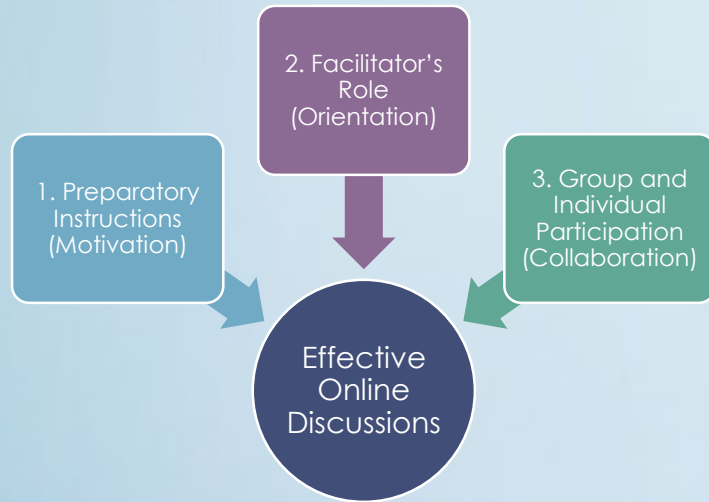 1. Preparatory
Instructions
(Motivation)
2. Facilitator’s
Role
(Orientation)
3. Group and
Individual
Participation
(Collaboration)
Effective
Online
Discussions